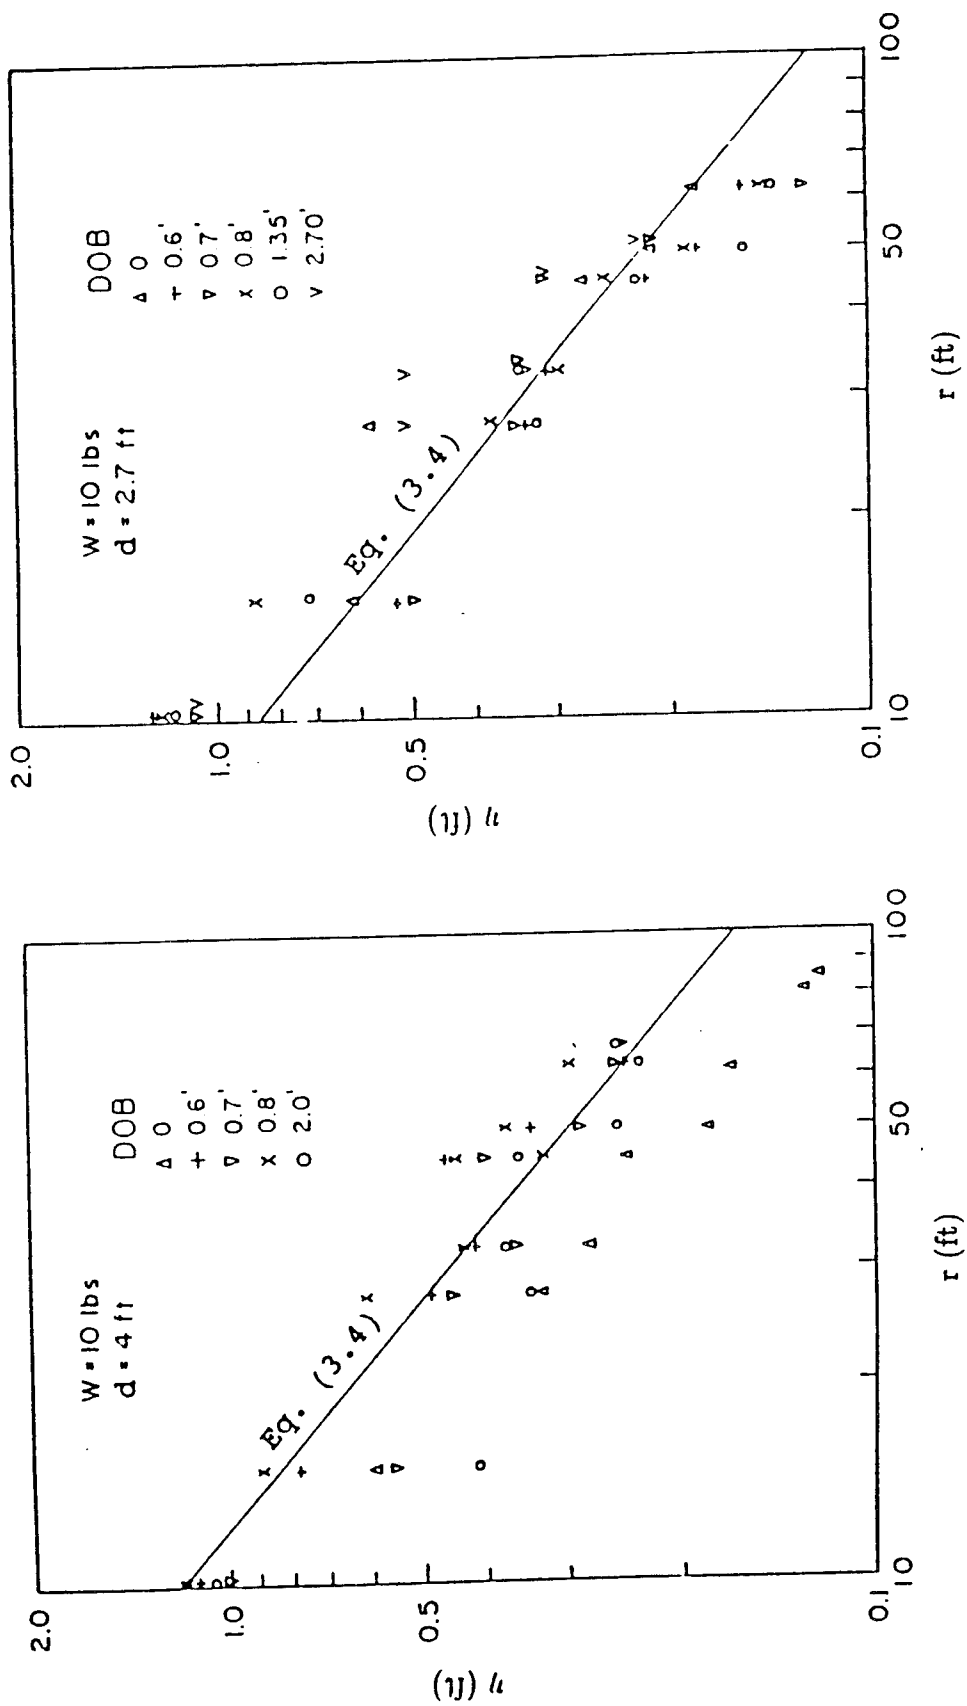 W = 10 lbs
d = 4 ft
DOB
△ 0
+ 0.6'
▽ 0.7'
x 0.8'
o 2.0'
Eq. (3.4)
2.0
1.0
0.5
0.1
10
50
100
η (ft)
r (ft)
W = 10 lbs
d = 2.7 ft
DOB
△ 0
+ 0.6'
▽ 0.7'
x 0.8'
o 1.35'
v 2.70'
Eq. (3.4)
2.0
1.0
0.5
0.1
10
50
100
η (ft)
r (ft)